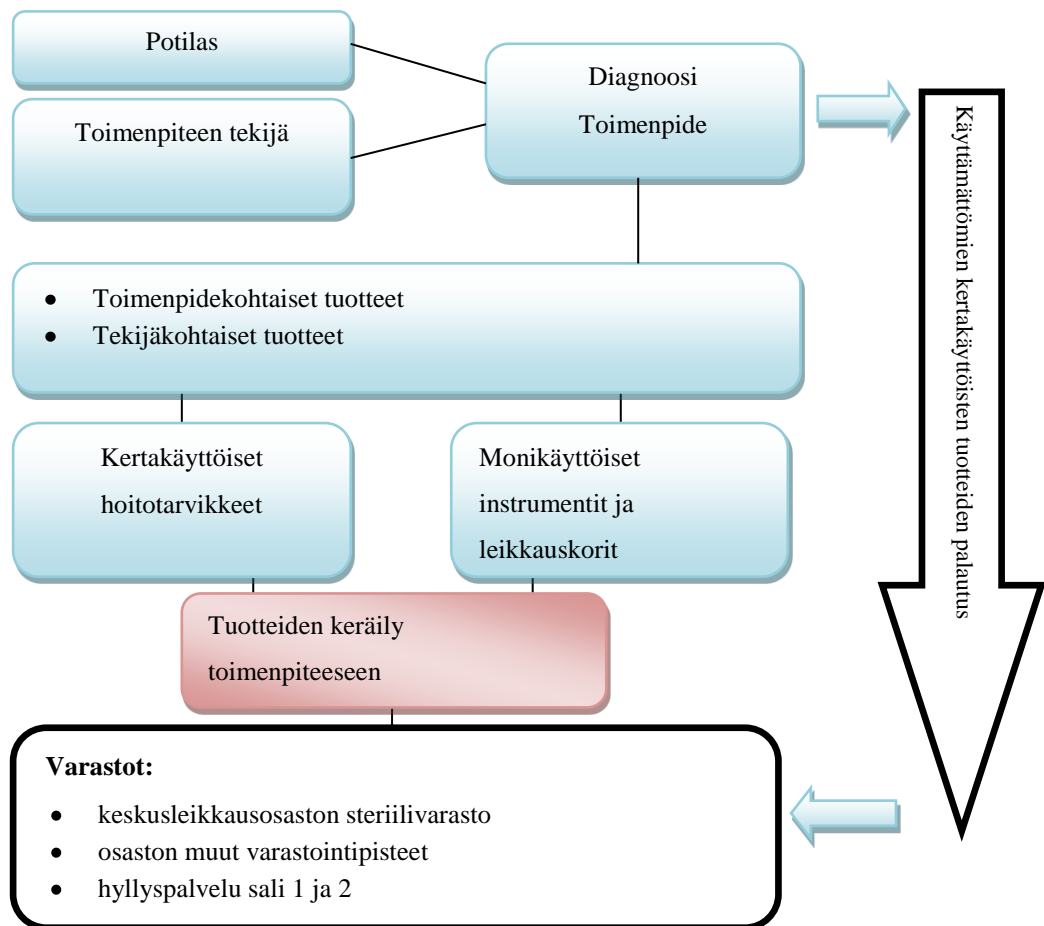 Potilas
Toimenpiteen tekijä
Diagnoosi
Toimenpide
Käyttämättömien kertakäyttöisten tuotteiden palautus
• Toimenpidekohtaiset tuotteet
• Tekijäkohtaiset tuotteet
Kertakäyttöiset
hoitotarvikkeet
Monikäyttöiset
instrumentit ja
leikkauskorit
Tuotteiden keräily
toimenpiteeseen
Varastot:
• keskusleikkausosaston steriilivarasto
• osaston muut varastointipisteet
• hyllyspalvelu sali 1 ja 2